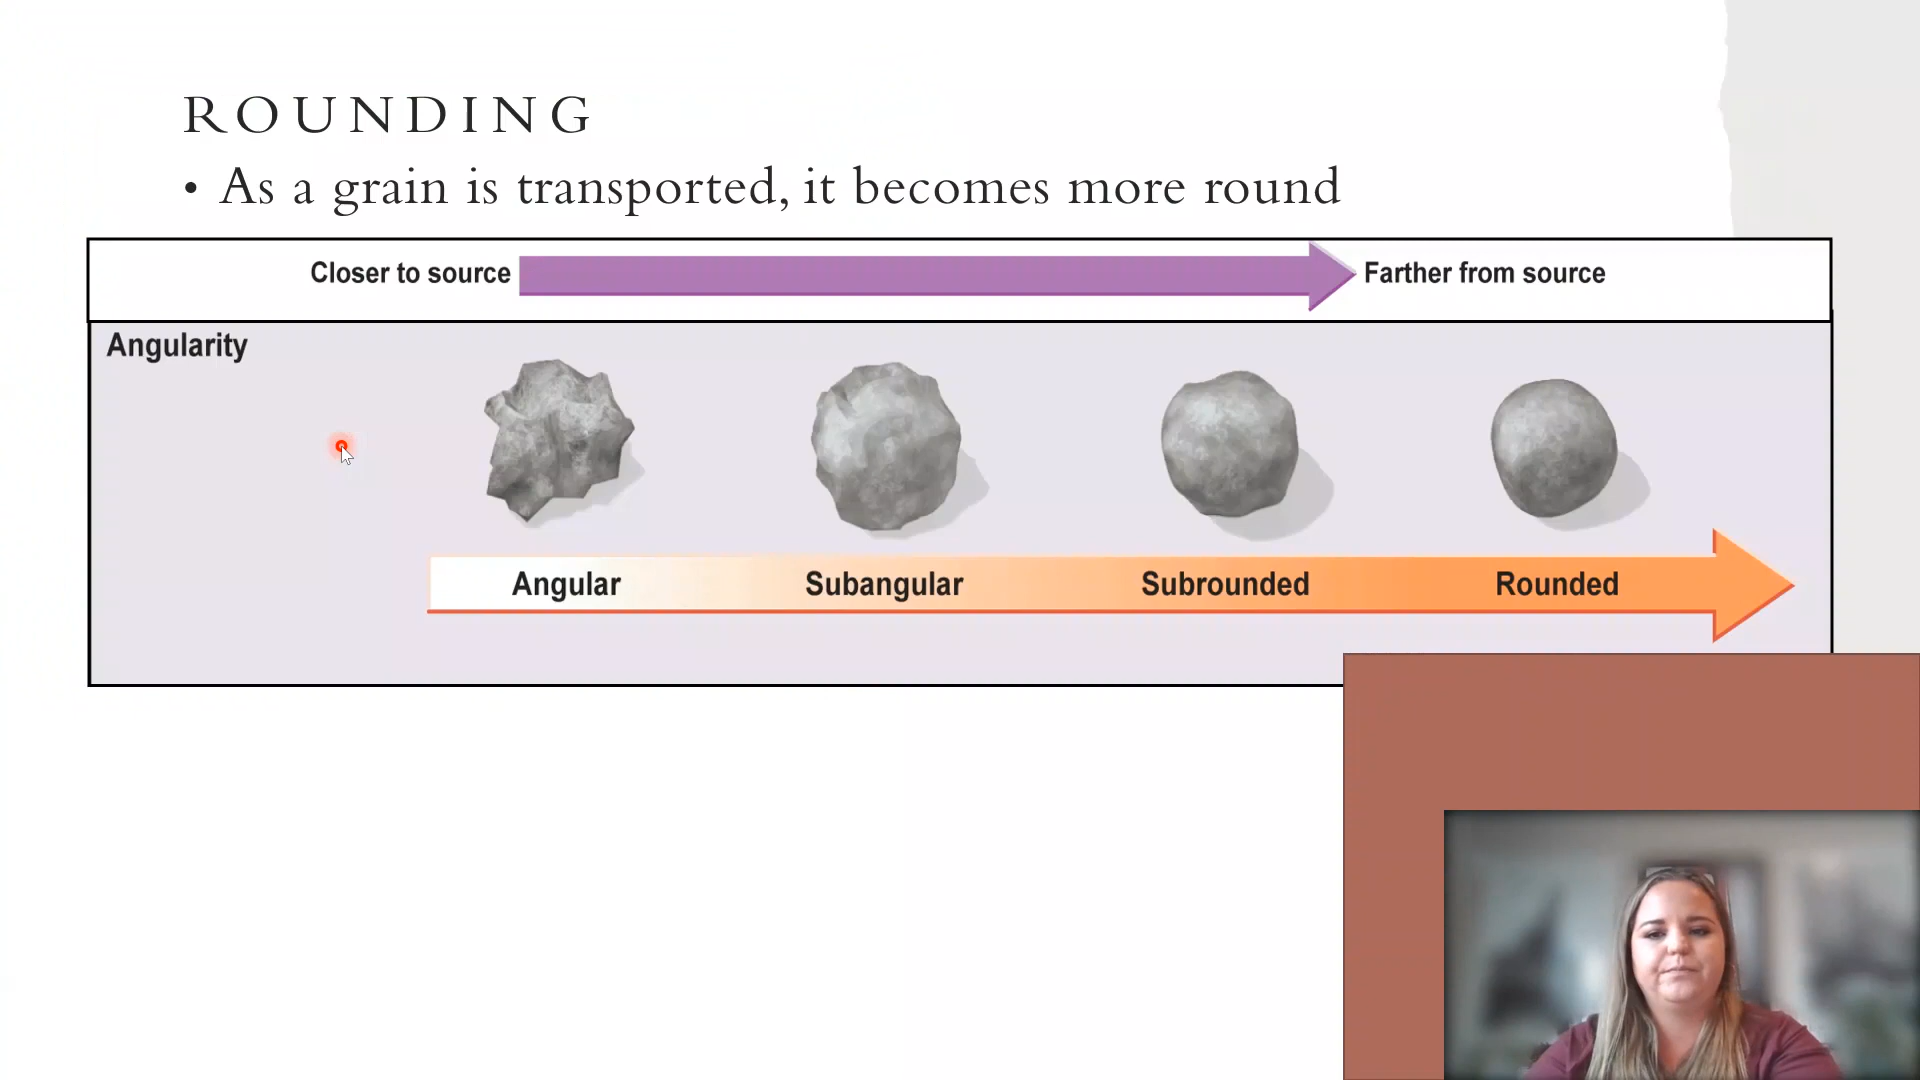 ROUNDING
• As a grain is transported, it becomes more round
Closer to source Farther from source
Angularity
Angular Subangular Subrounded Rounded